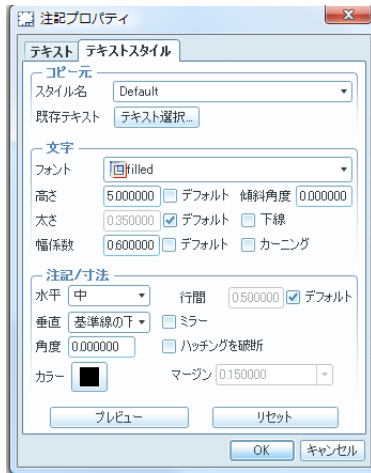 注記プロパティ
テキスト テキストスタイル
コピー元
スタイル名 Default
既存テキスト テキスト選択...
文字
フォント filled
高さ 5.000000 デフォルト 傾斜角度 0.000000
太さ 0.350000 デフォルト 下線
幅係数 0.600000 デフォルト カーニング
注記/寸法
水平 中 行間 0.500000 デフォルト
垂直 基準線の下 ミラー
角度 0.000000 ハッチングを破断
カラー マージン 0.150000
プレビュー リセット
OK キャンセル